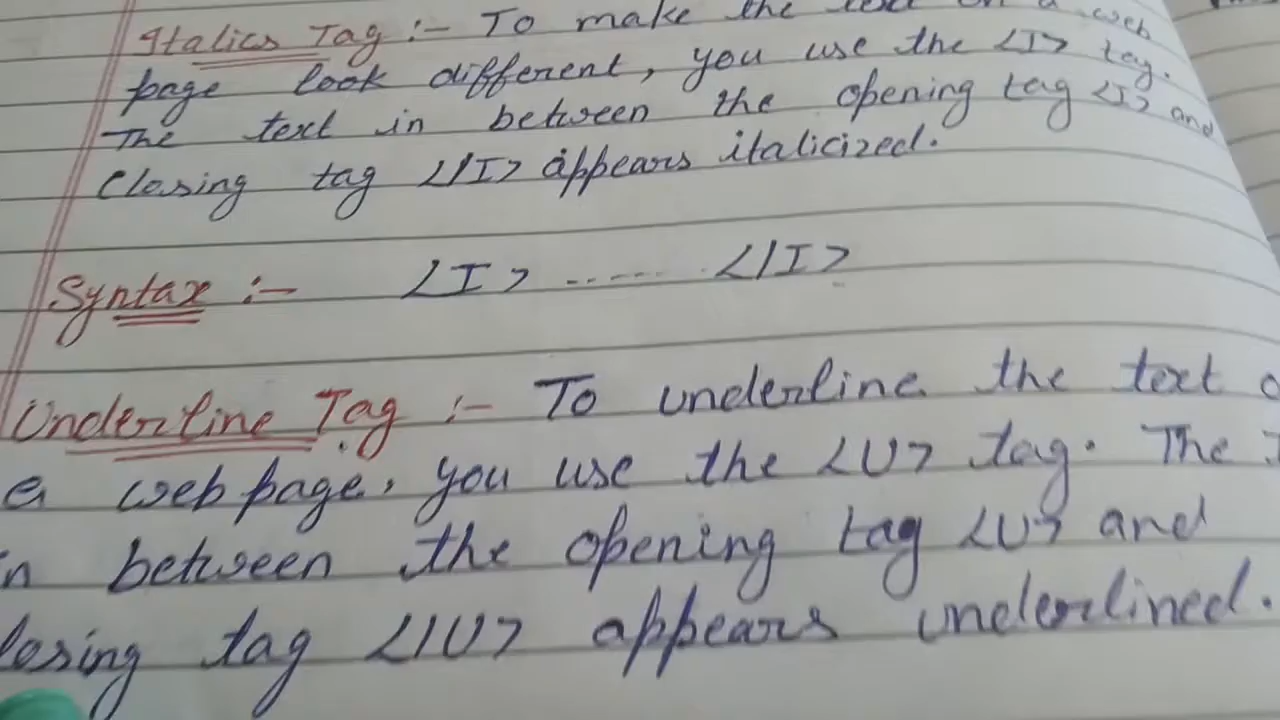 Italics Tag :- To make the text on a web
page look different, you use the <I> tag.
The text in between the opening tag <I> and
Closing tag </I> appears italicized.
Syntax :- <I> ...... </I>
Underline Tag :- To underline the text o
a webpage, you use the <U> tag. The
in between the opening tag <U> and
losing tag </U> appears underlined.